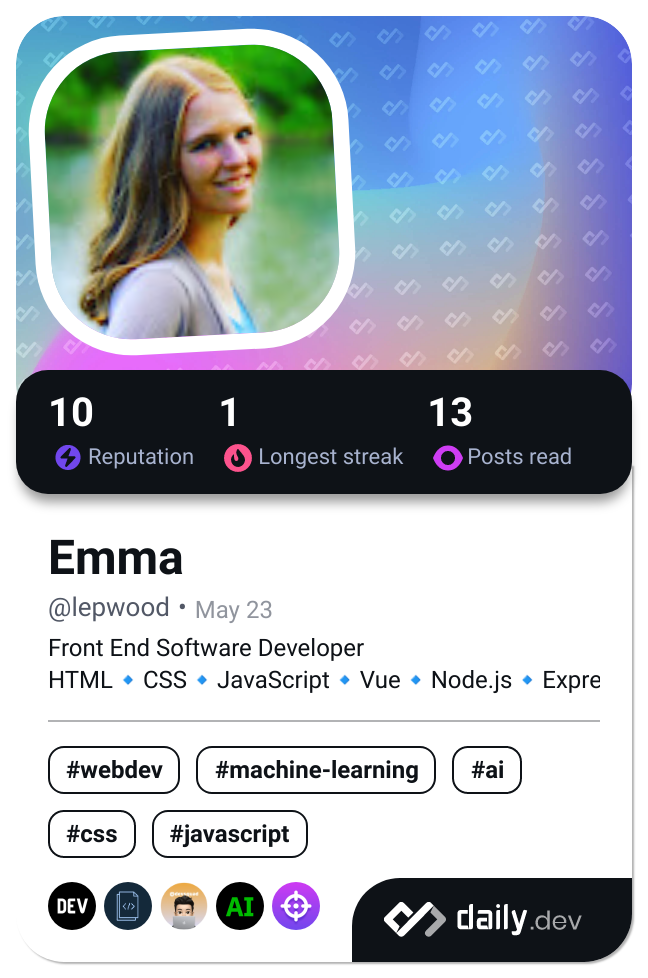 10 1 13
Reputation Longest streak Posts read
Emma
@lepwood • May 23
Front End Software Developer
HTML 🔹 CSS 🔹 JavaScript 🔹 Vue 🔹 Node.js 🔹 Expre
#webdev #machine-learning #ai
#css #javascript
DEV </> AI
daily.dev